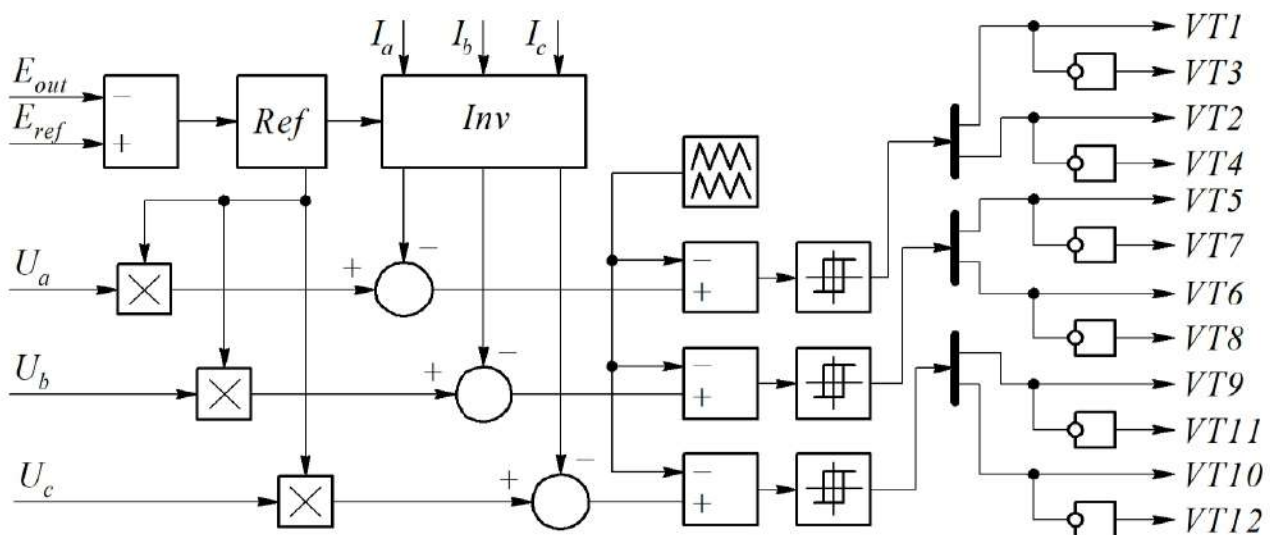 I_a I_b I_c
E_out
E_ref
−
+
Ref
Inv
VT1
VT3
VT2
VT4
VT5
VT7
VT6
VT8
VT9
VT11
VT10
VT12
U_a
+
−
−
+
U_b
+
−
−
+
U_c
+
−
−
+